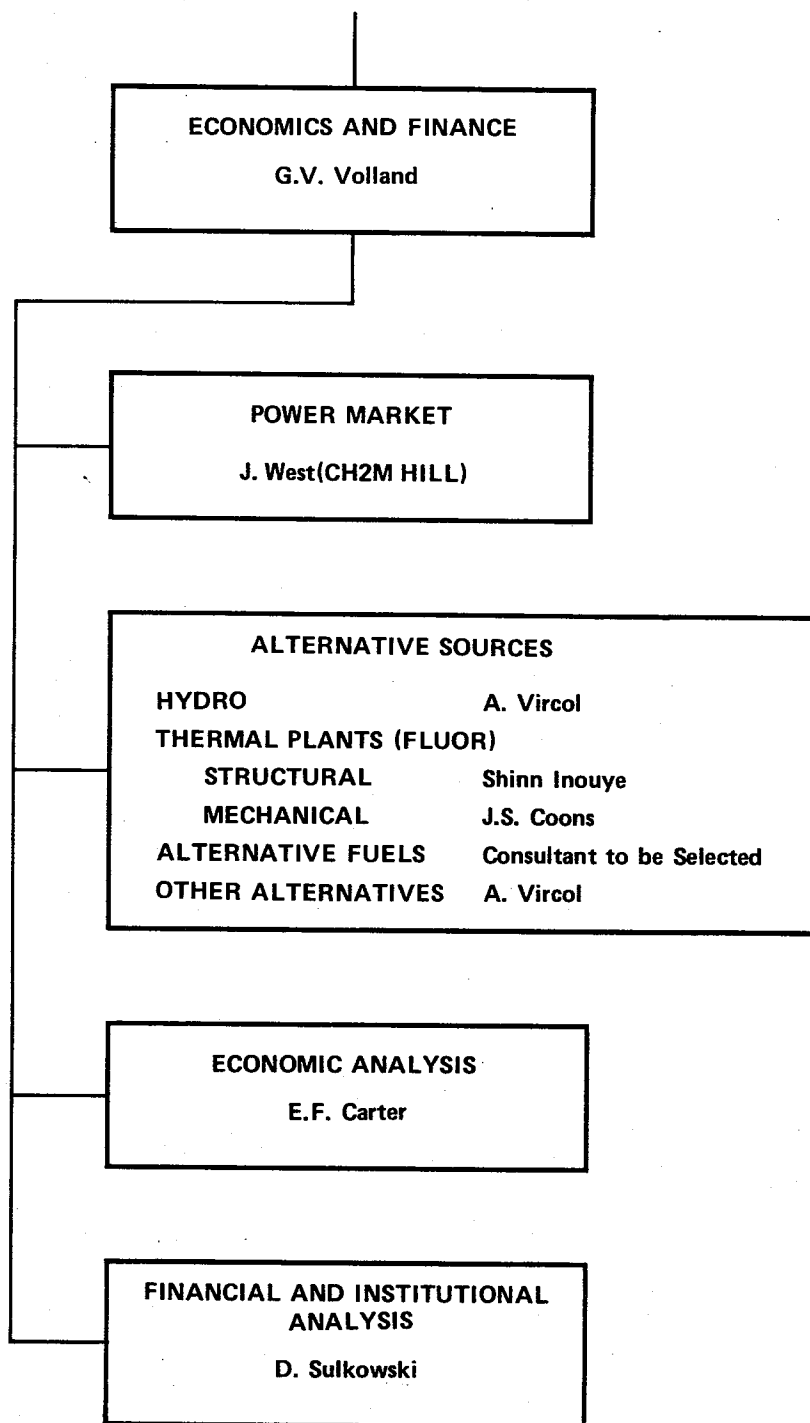 ECONOMICS AND FINANCE
G.V. Volland
POWER MARKET
J. West(CH2M HILL)
ALTERNATIVE SOURCES
HYDRO A. Vircol
THERMAL PLANTS (FLUOR)
STRUCTURAL Shinn Inouye
MECHANICAL J.S. Coons
ALTERNATIVE FUELS Consultant to be Selected
OTHER ALTERNATIVES A. Vircol
ECONOMIC ANALYSIS
E.F. Carter
FINANCIAL AND INSTITUTIONAL
ANALYSIS
D. Sulkowski